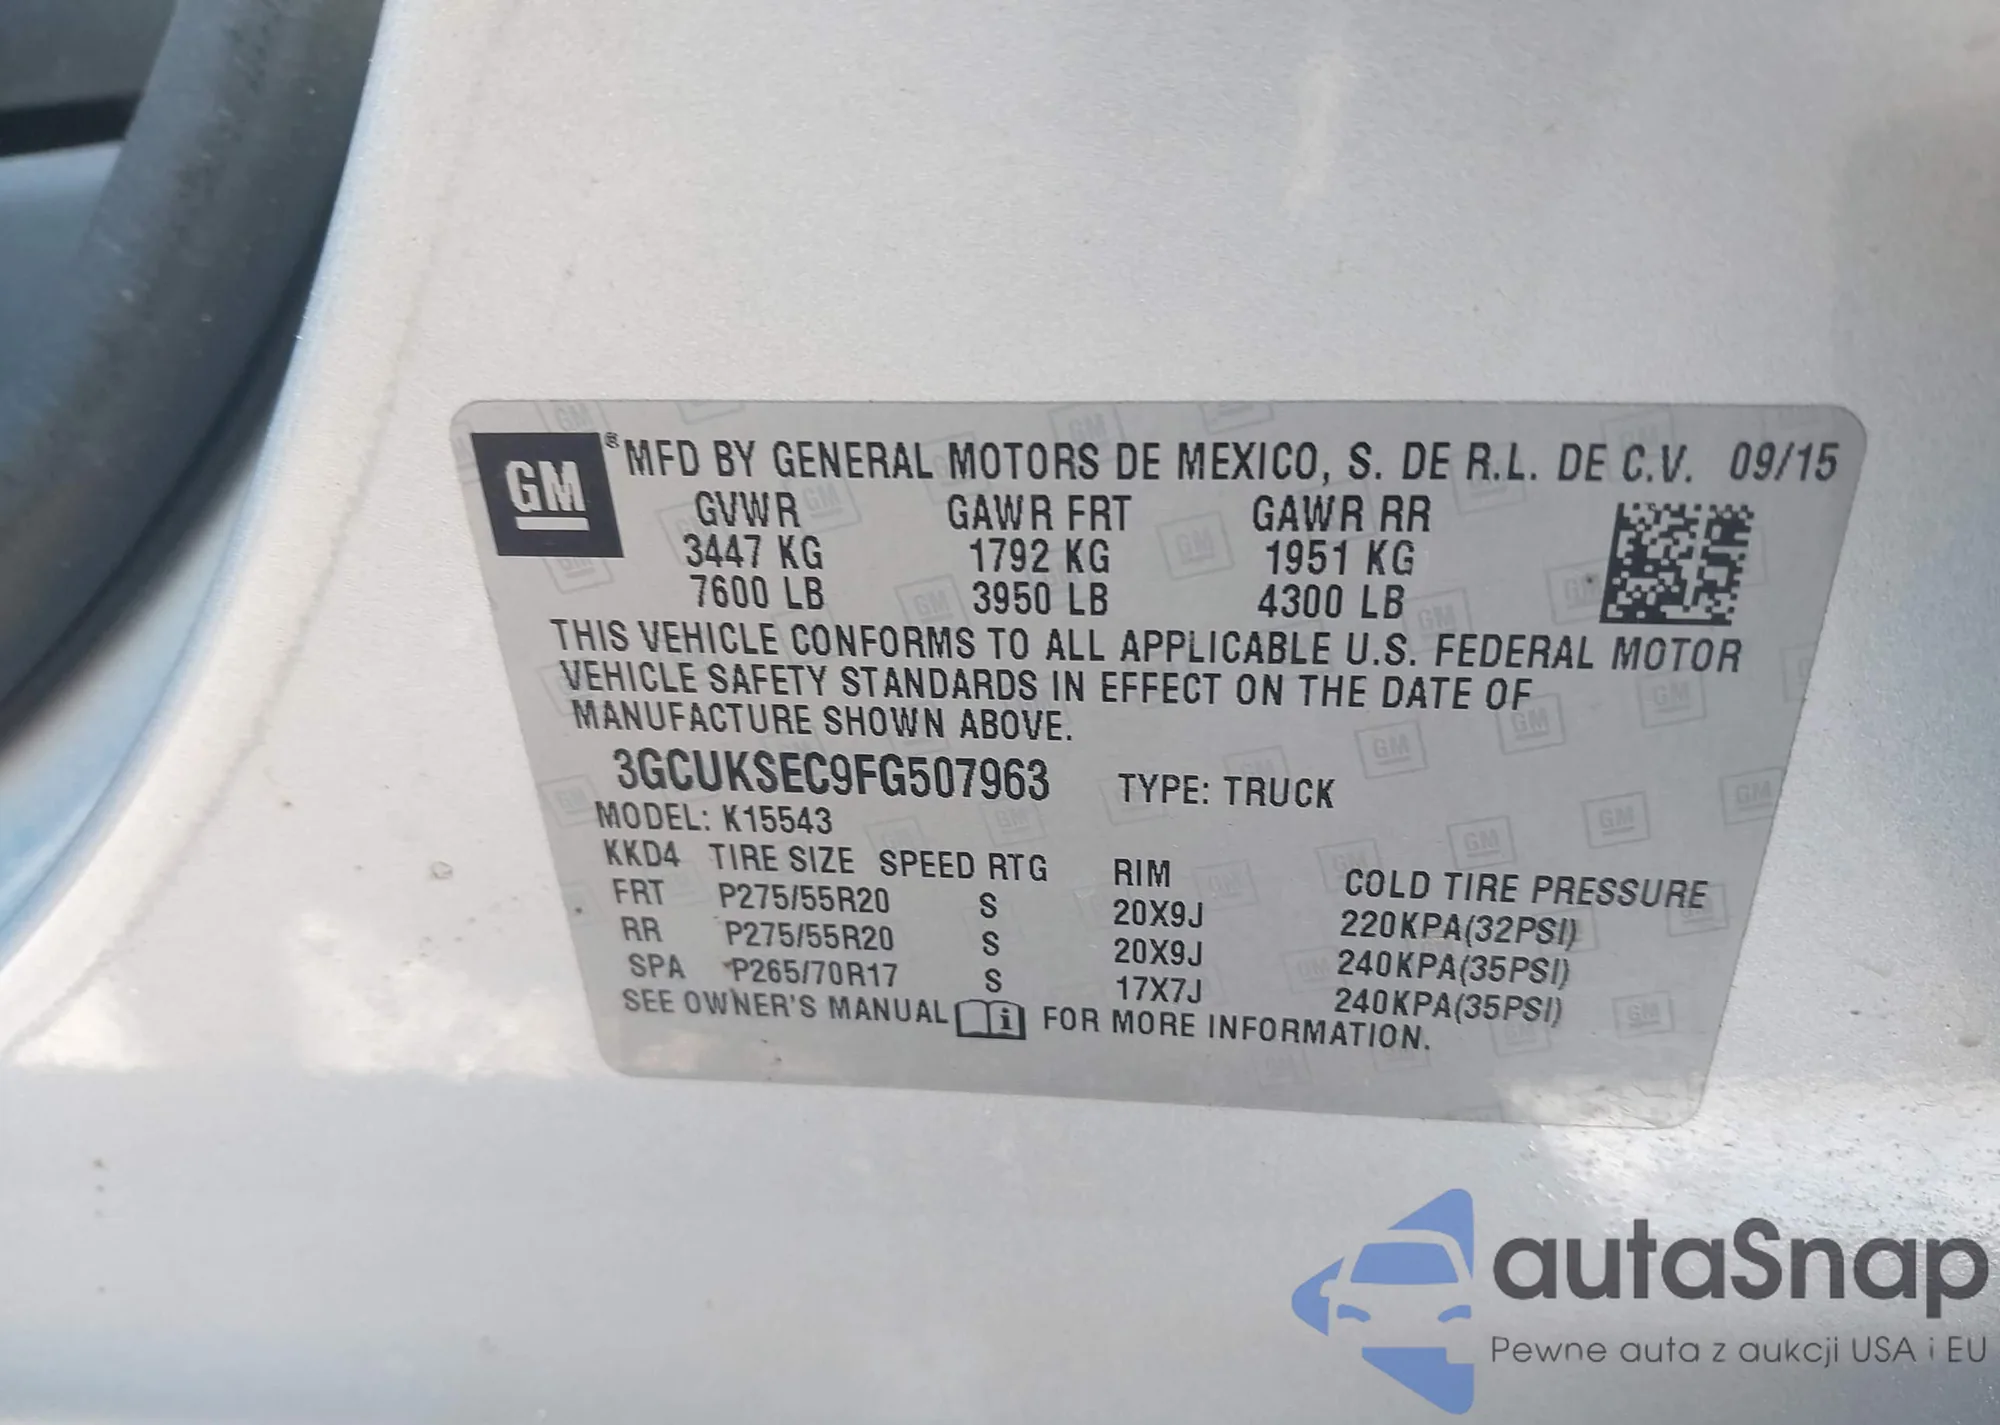 GM® MFD BY GENERAL MOTORS DE MEXICO, S. DE R.L. DE C.V. 09/15
GVWR GAWR FRT GAWR RR
3447 KG 1792 KG 1951 KG
7600 LB 3950 LB 4300 LB
THIS VEHICLE CONFORMS TO ALL APPLICABLE U.S. FEDERAL MOTOR
VEHICLE SAFETY STANDARDS IN EFFECT ON THE DATE OF
MANUFACTURE SHOWN ABOVE.
3GCUKSEC9FG507963 TYPE: TRUCK
MODEL: K15543
KKD4 TIRE SIZE SPEED RTG RIM COLD TIRE PRESSURE
FRT P275/55R20 S 20X9J 220KPA(32PSI)
RR P275/55R20 S 20X9J 240KPA(35PSI)
SPA P265/70R17 S 17X7J 240KPA(35PSI)
SEE OWNER'S MANUAL i FOR MORE INFORMATION.
autaSnap
Pewne auta z aukcji USA i EU